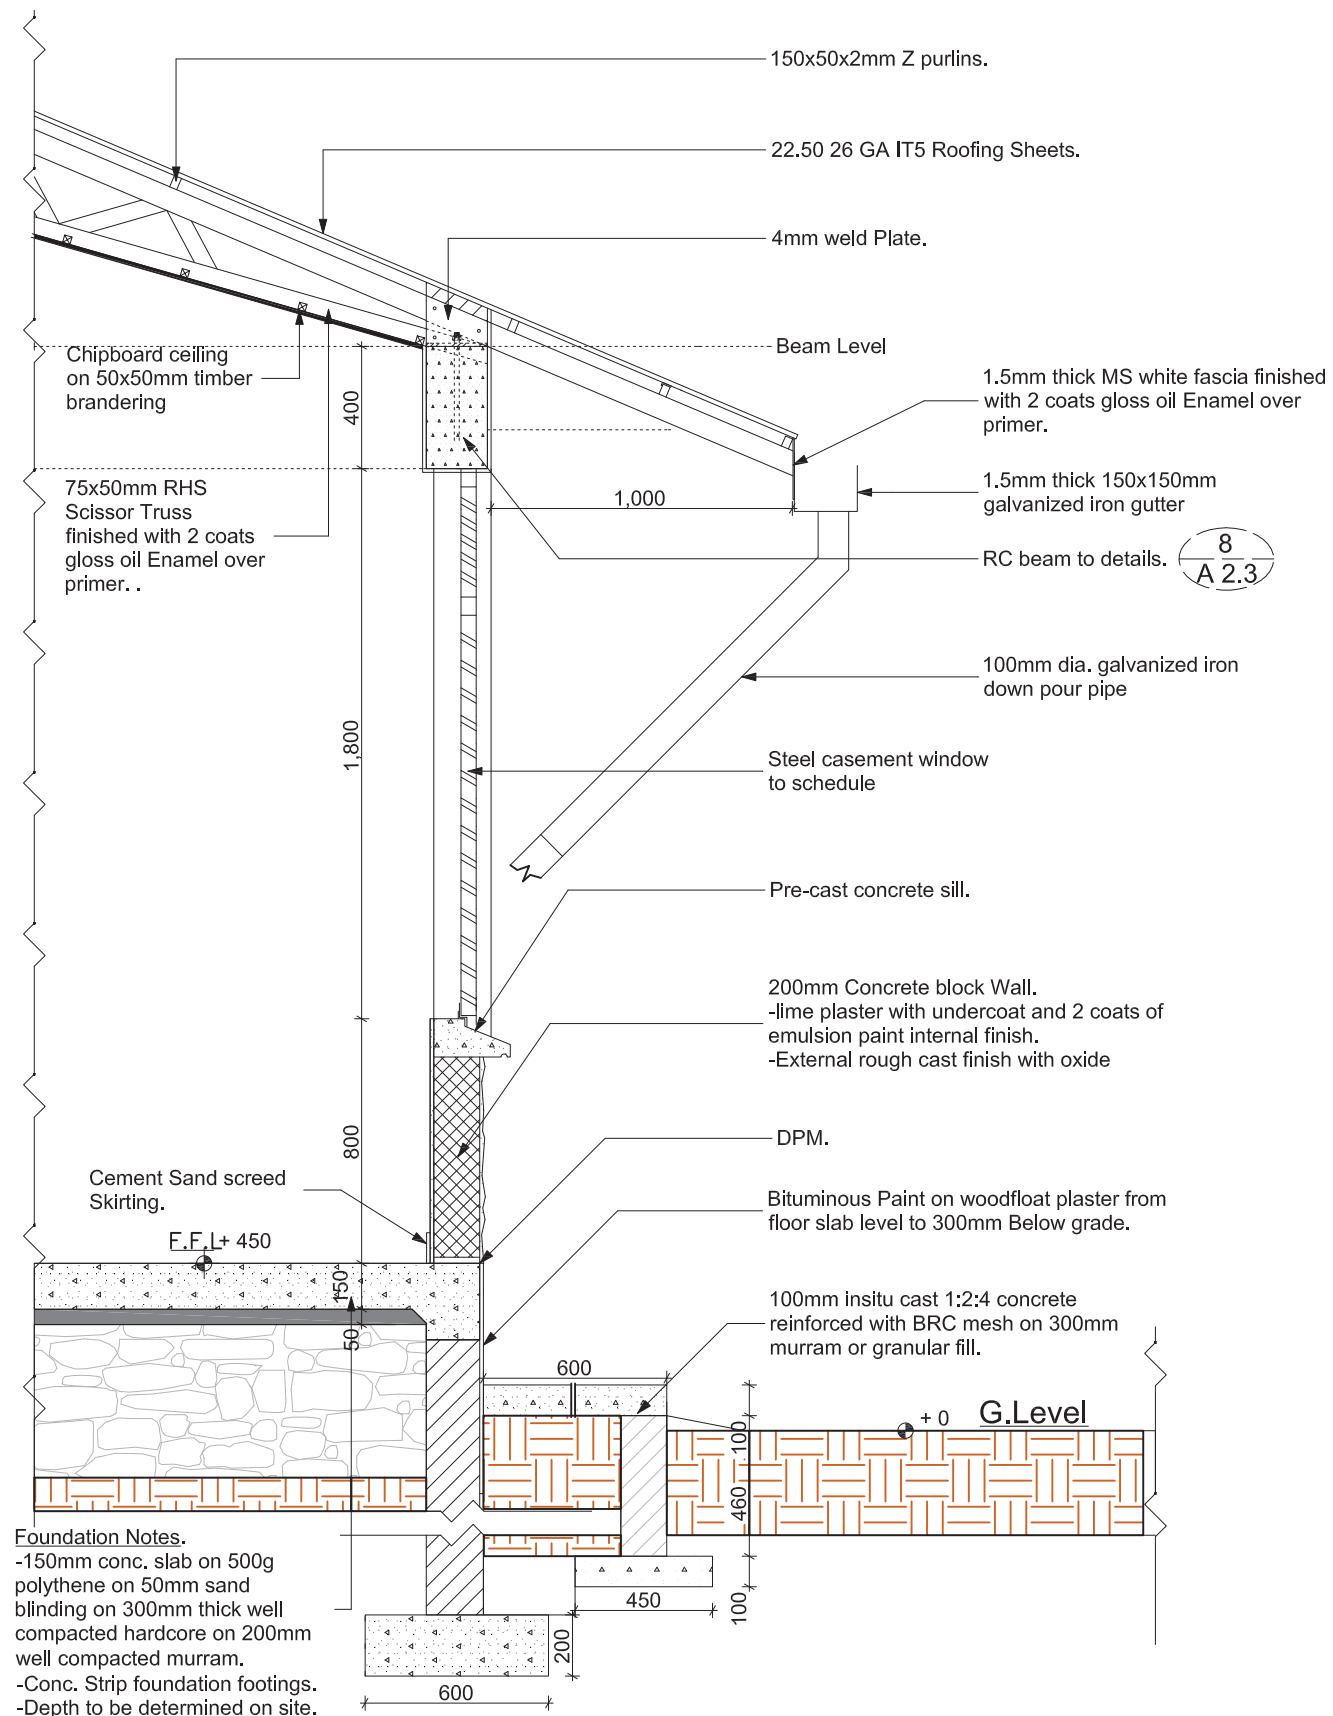 150x50x2mm Z purlins.
22.50 26 GA IT5 Roofing Sheets.
4mm weld Plate.
Beam Level
Chipboard ceiling
on 50x50mm timber
brandering
400
1.5mm thick MS white fascia finished
with 2 coats gloss oil Enamel over
primer.
75x50mm RHS
Scissor Truss
finished with 2 coats
gloss oil Enamel over
primer. .
1,000
1.5mm thick 150x150mm
galvanized iron gutter
RC beam to details.
8
A 2.3
100mm dia. galvanized iron
down pour pipe
1,800
Steel casement window
to schedule
Pre-cast concrete sill.
200mm Concrete block Wall.
-lime plaster with undercoat and 2 coats of
emulsion paint internal finish.
-External rough cast finish with oxide
800
DPM.
Cement Sand screed
Skirting.
Bituminous Paint on woodfloat plaster from
floor slab level to 300mm Below grade.
F.F.L+ 450
150
50
100mm insitu cast 1:2:4 concrete
reinforced with BRC mesh on 300mm
murram or granular fill.
600
+ 0
G.Level
100
460
100
450
200
600
Foundation Notes.
-150mm conc. slab on 500g
polythene on 50mm sand
blinding on 300mm thick well
compacted hardcore on 200mm
well compacted murram.
-Conc. Strip foundation footings.
-Depth to be determined on site.